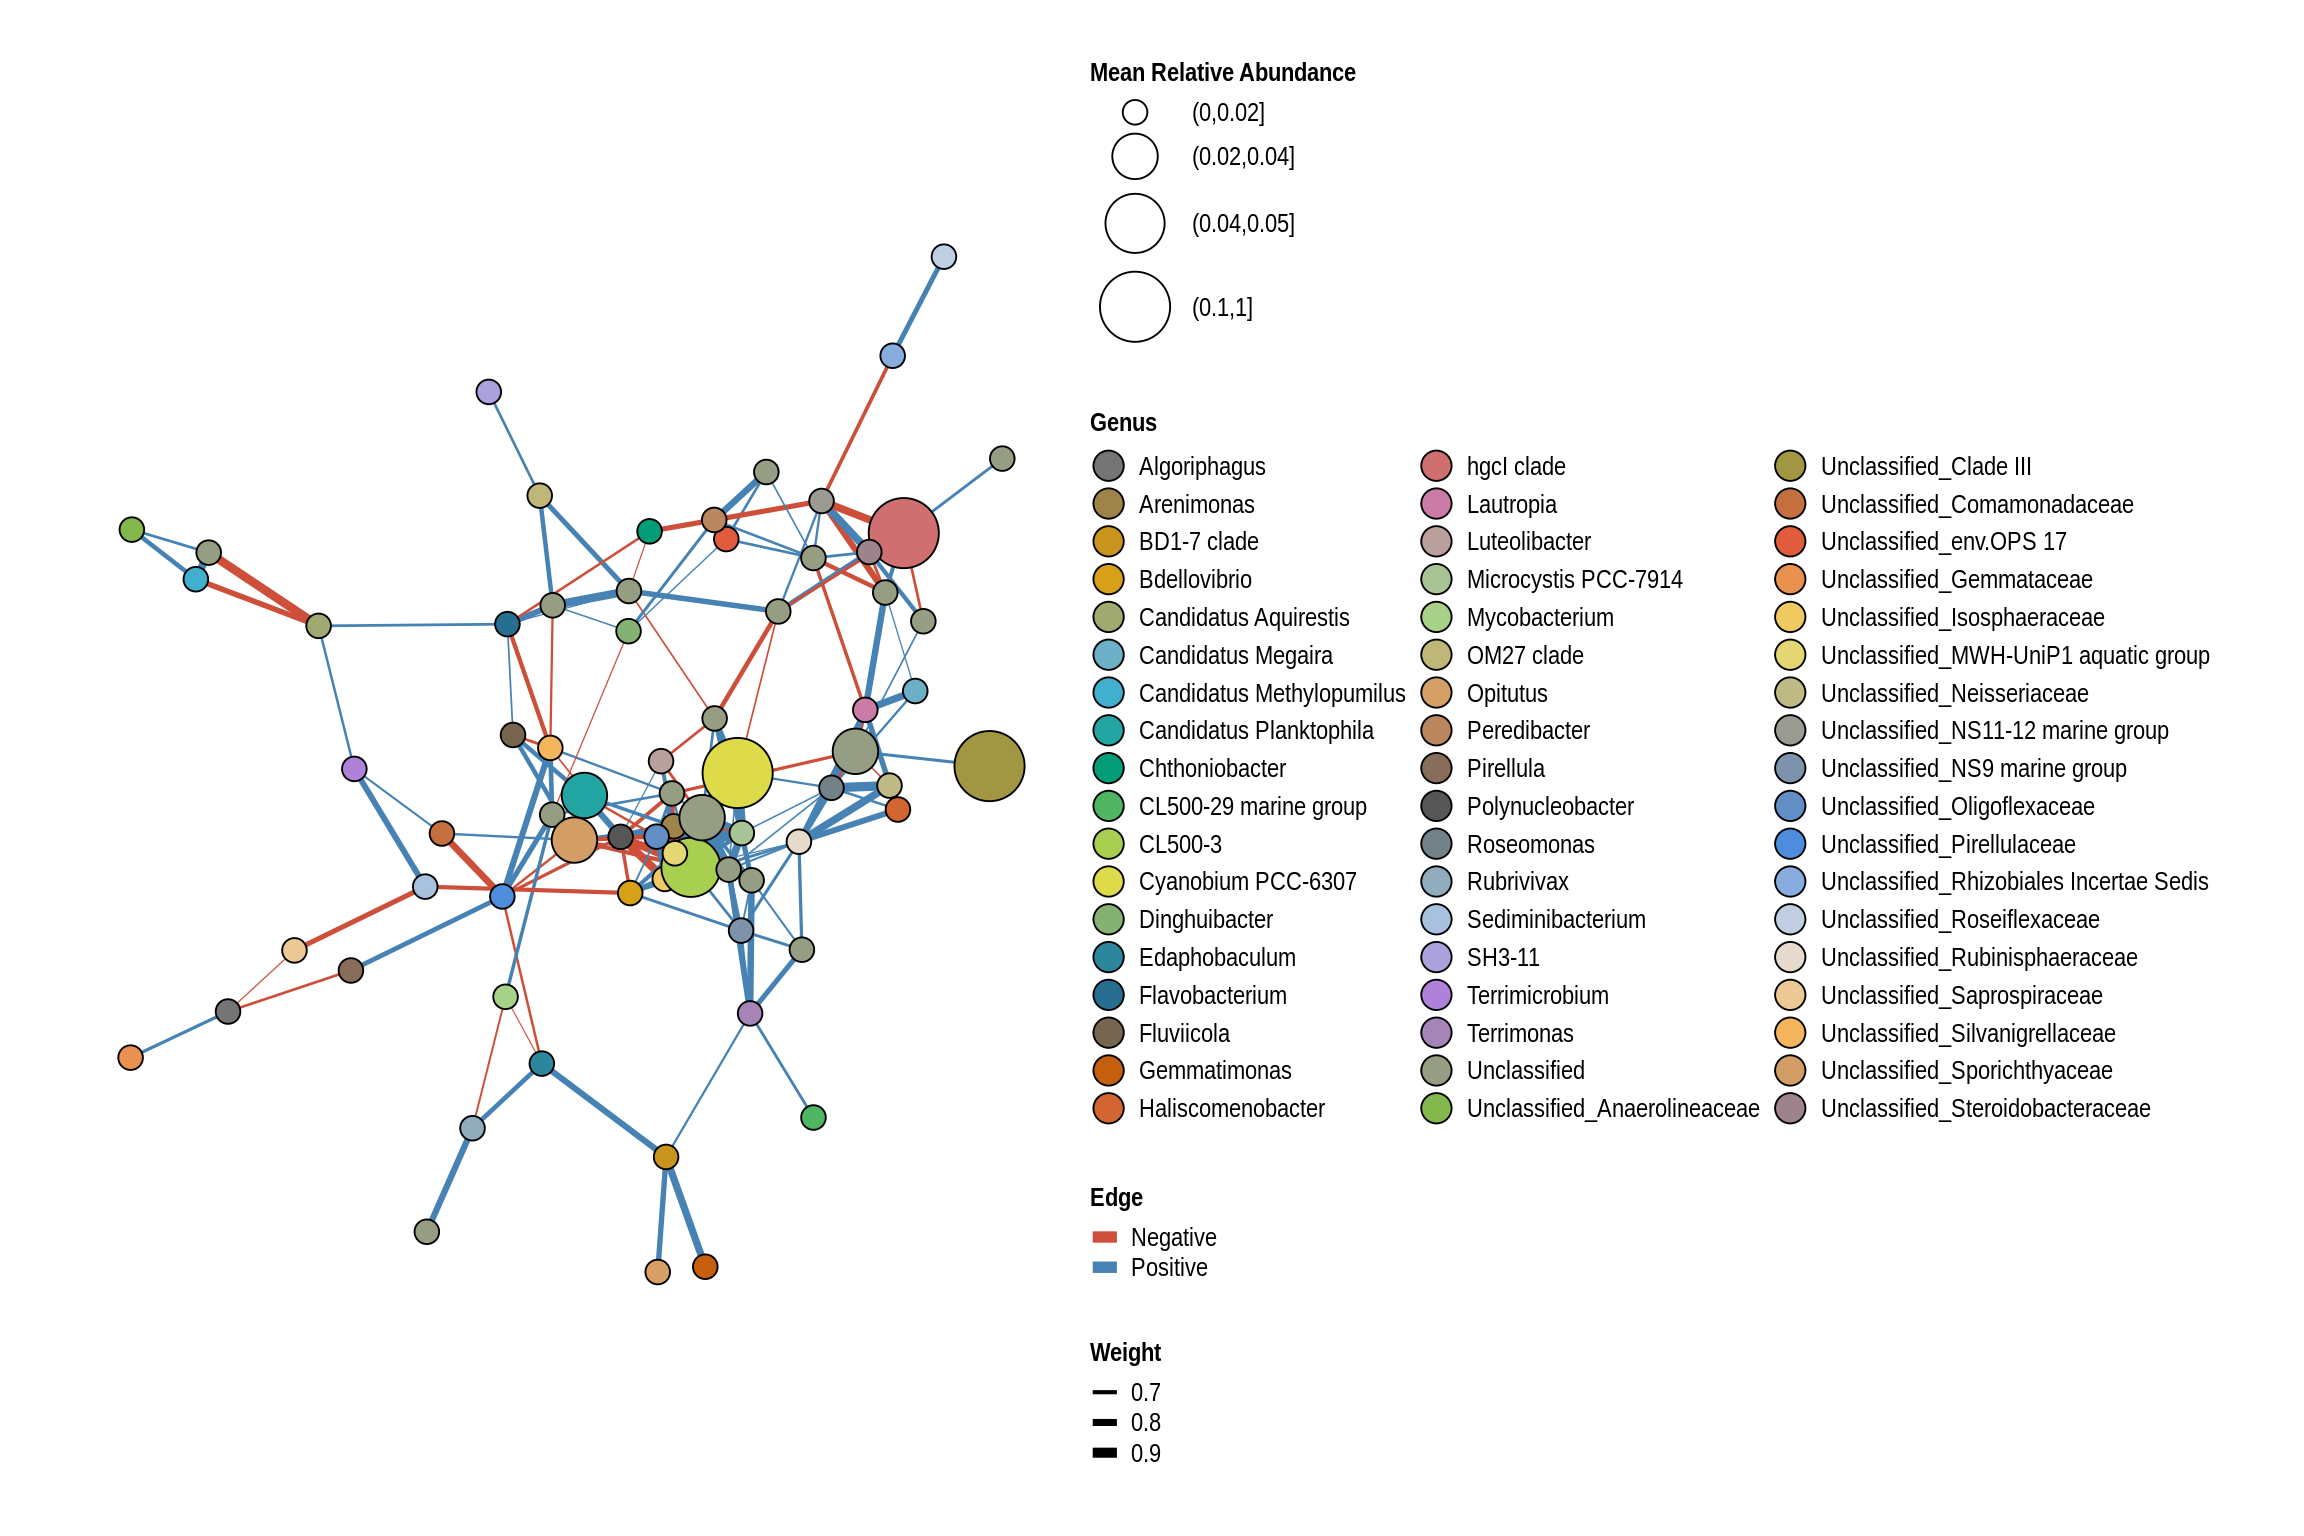 Mean Relative Abundance
(0,0.02]
(0.02,0.04]
(0.04,0.05]
(0.1,1]
Genus
Algoriphagus
Arenimonas
BD1-7 clade
Bdellovibrio
Candidatus Aquirestis
Candidatus Megaira
Candidatus Methylopumilus
Candidatus Planktophila
Chthoniobacter
CL500-29 marine group
CL500-3
Cyanobium PCC-6307
Dinghuibacter
Edaphobaculum
Flavobacterium
Fluviicola
Gemmatimonas
Haliscomenobacter
hgcI clade
Lautropia
Luteolibacter
Microcystis PCC-7914
Mycobacterium
OM27 clade
Opitutus
Peredibacter
Pirellula
Polynucleobacter
Roseomonas
Rubrivivax
Sediminibacterium
SH3-11
Terrimicrobium
Terrimonas
Unclassified
Unclassified_Anaerolineaceae
Unclassified_Clade III
Unclassified_Comamonadaceae
Unclassified_env.OPS 17
Unclassified_Gemmataceae
Unclassified_Isosphaeraceae
Unclassified_MWH-UniP1 aquatic group
Unclassified_Neisseriaceae
Unclassified_NS11-12 marine group
Unclassified_NS9 marine group
Unclassified_Oligoflexaceae
Unclassified_Pirellulaceae
Unclassified_Rhizobiales Incertae Sedis
Unclassified_Roseiflexaceae
Unclassified_Rubinisphaeraceae
Unclassified_Saprospiraceae
Unclassified_Silvanigrellaceae
Unclassified_Sporichthyaceae
Unclassified_Steroidobacteraceae
Edge
Negative
Positive
Weight
0.7
0.8
0.9